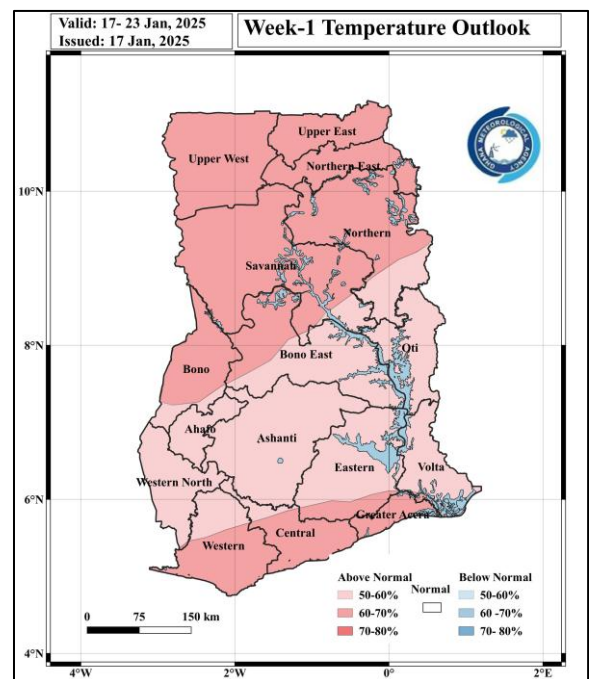 Valid: 17- 23 Jan, 2025
Issued: 17 Jan, 2025
Week-1 Temperature Outlook
GHANA METEOROLOGICAL AGENCY
Upper East
Upper West
Northern East
10°N
Northern
Savannah
8°N
Bono East
Oti
Bono
Ahafo
Ashanti
Western North
Eastern
Volta
6°N
Greater Accra
Central
Western
Above Normal
Normal
Below Normal
50-60%
50-60%
60-70%
60 -70%
70-80%
70- 80%
0 75 150 km
4°N
4°W 2°W 0° 2°E